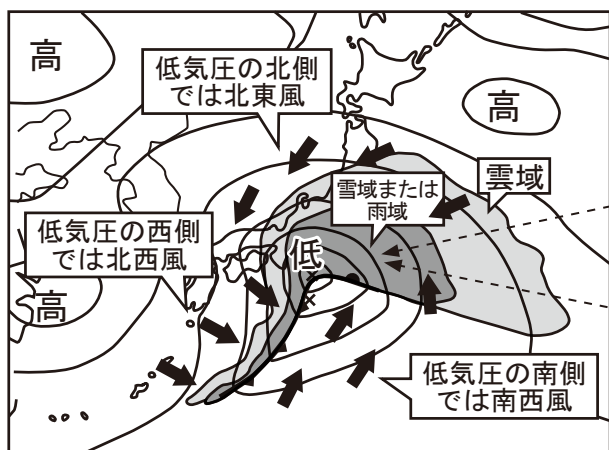 高
低気圧の北側
では北東風
高
雲域
雪域または
雨域
低気圧の西側
では北西風
低
高
低気圧の南側
では南西風